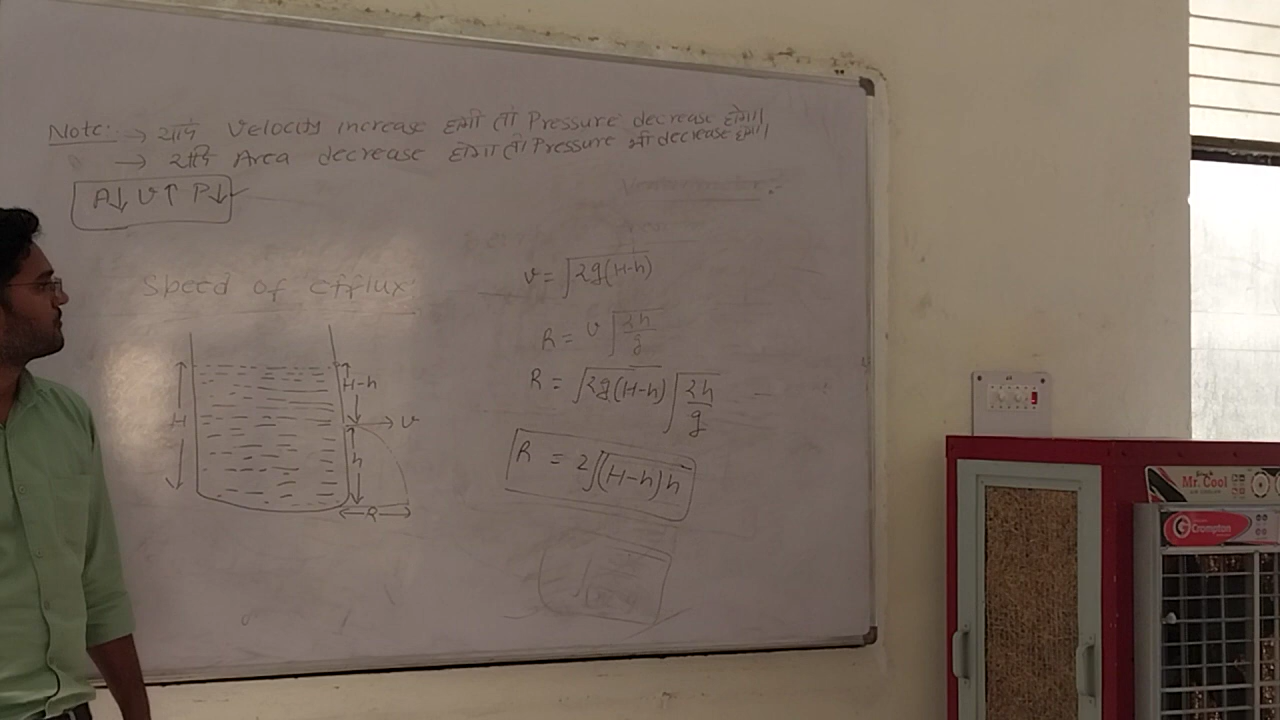 Note: → यदि Velocity increase होगी तो Pressure decrease होगा।
→ यदि Area decrease होगा तो Pressure भी decrease होगा।
A↓ v↑ P↓
Speed of efflux
H
H-h
v
h
R
v = √2g(H-h)
R = v √2h/g
R = √2g(H-h) √2h/g
R = 2√(H-h)h
Mr. Cool
Crompton